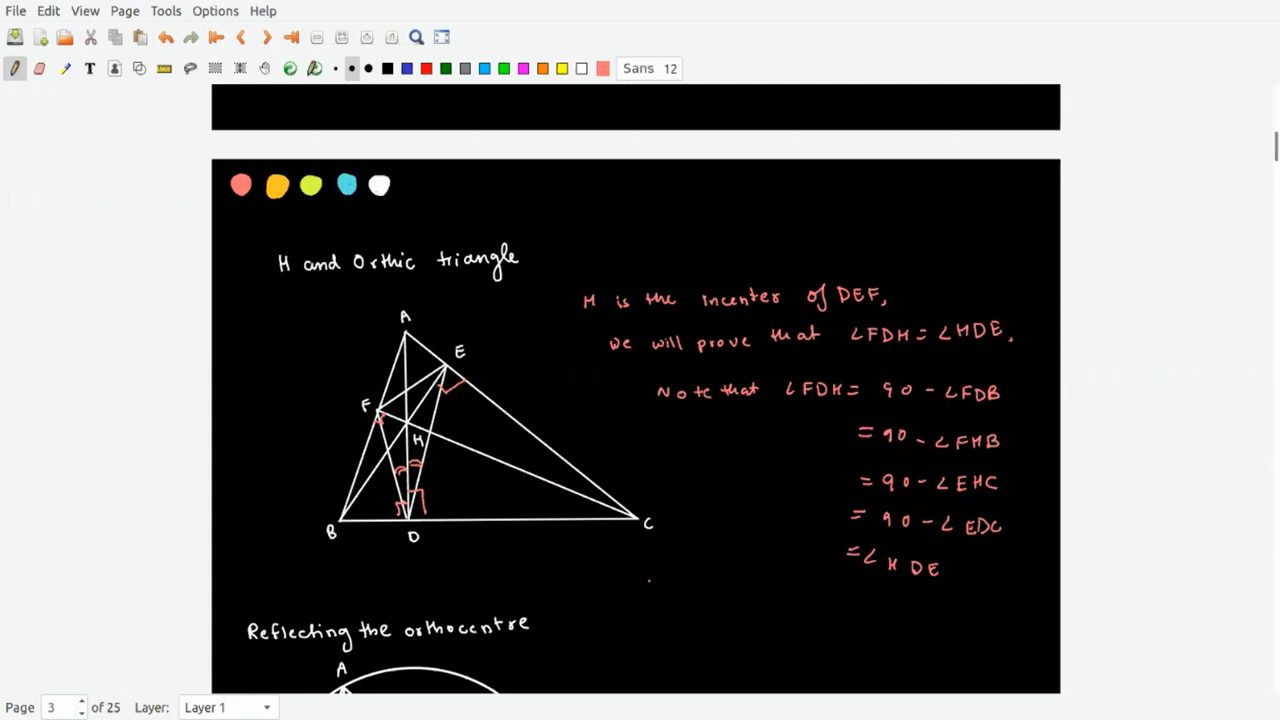 File Edit View Page Tools Options Help
Sans 12
H and Orthic triangle
A
E
F
H
B
D
C
H is the incenter of DEF,
we will prove that ∠FDH = ∠HDE.
Note that ∠FDH = 90 - ∠FDB
= 90 - ∠FHB
= 90 - ∠EHC
= 90 - ∠EDC
= ∠HDE
Reflecting the orthocentre
A
Page 3 of 25 Layer: Layer 1